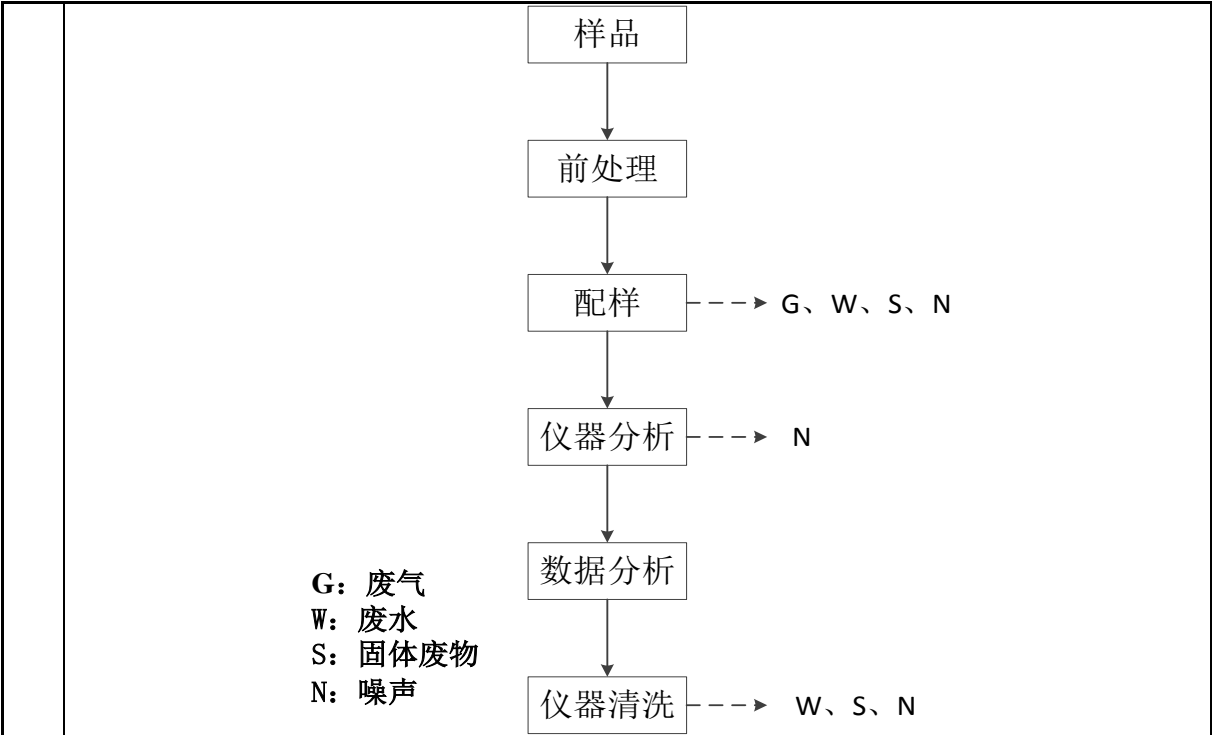 样品
前处理
配样
G、W、S、N
仪器分析
N
数据分析
G：废气
W：废水
S：固体废物
N：噪声
仪器清洗
W、S、N